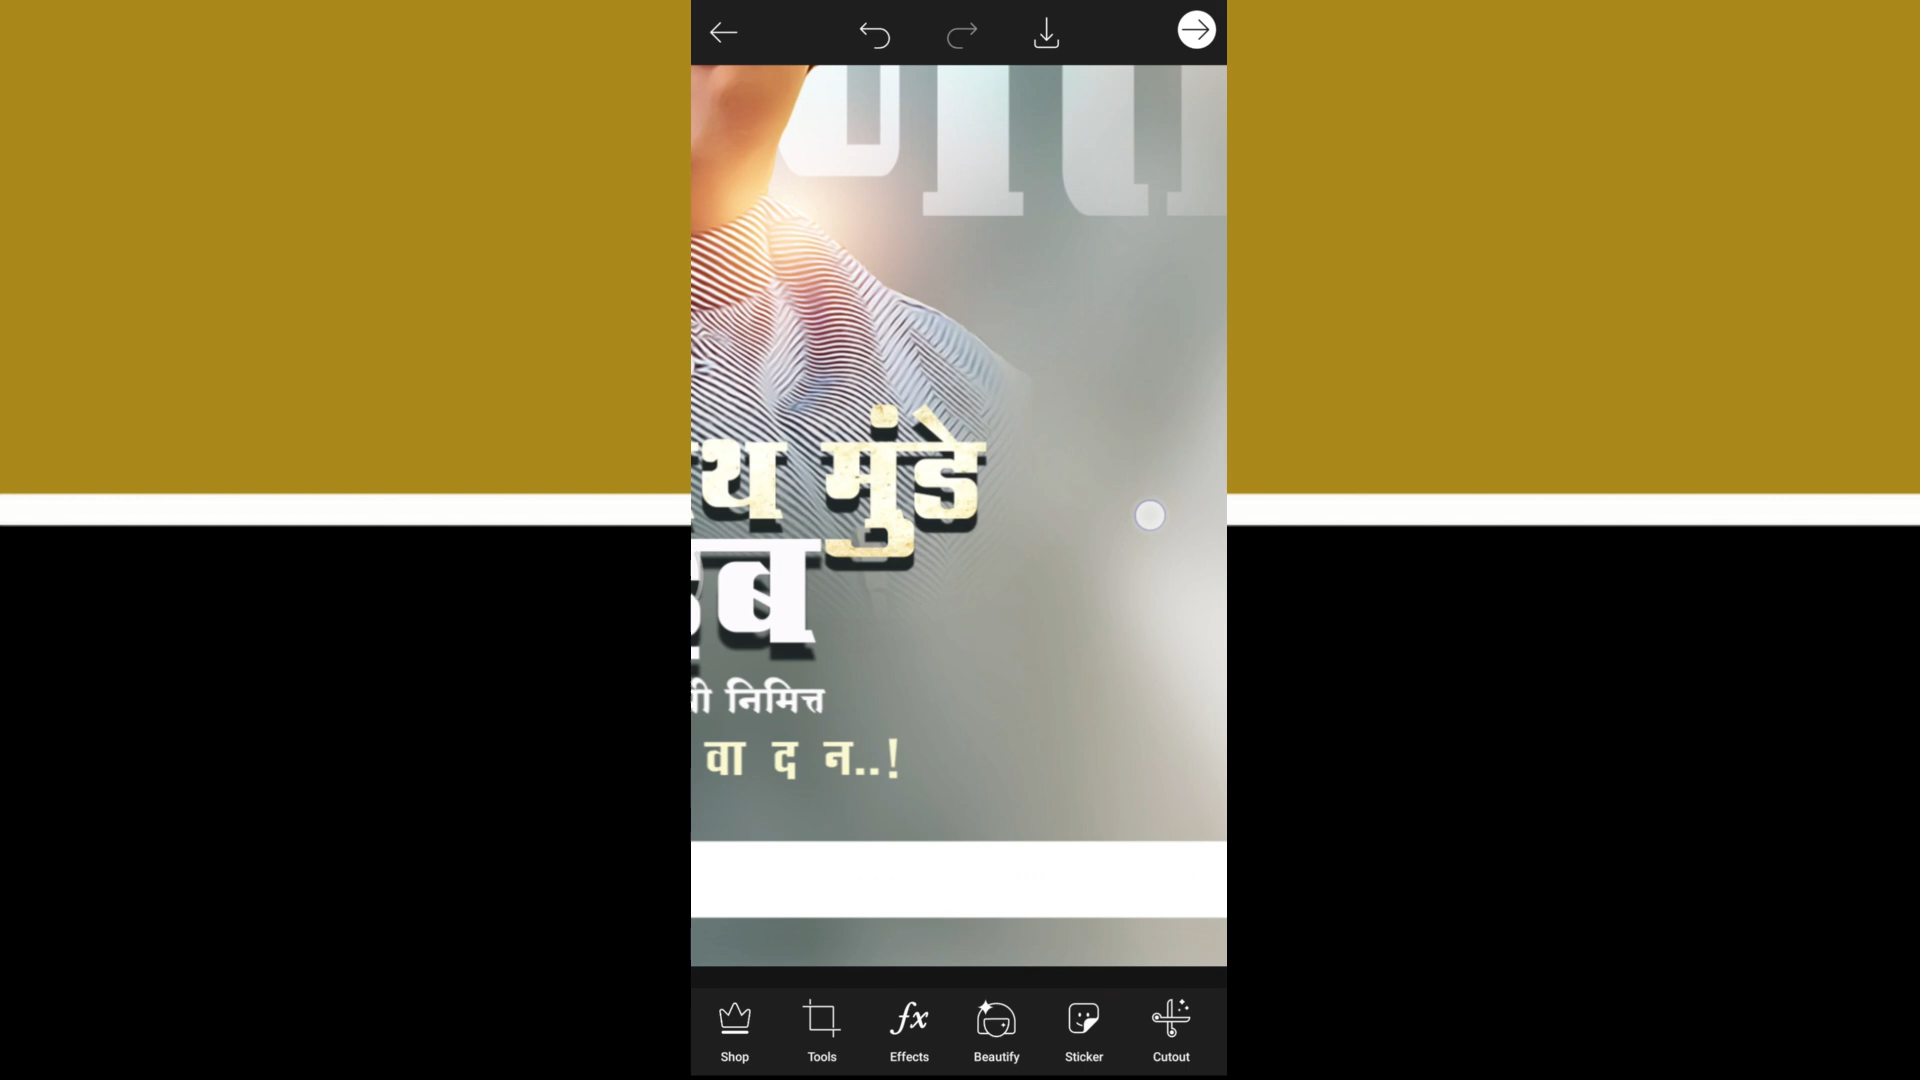 थ मुंडे
ब
निमित्त
वा द न..!
Shop
Tools
Effects
Beautify
Sticker
Cutout